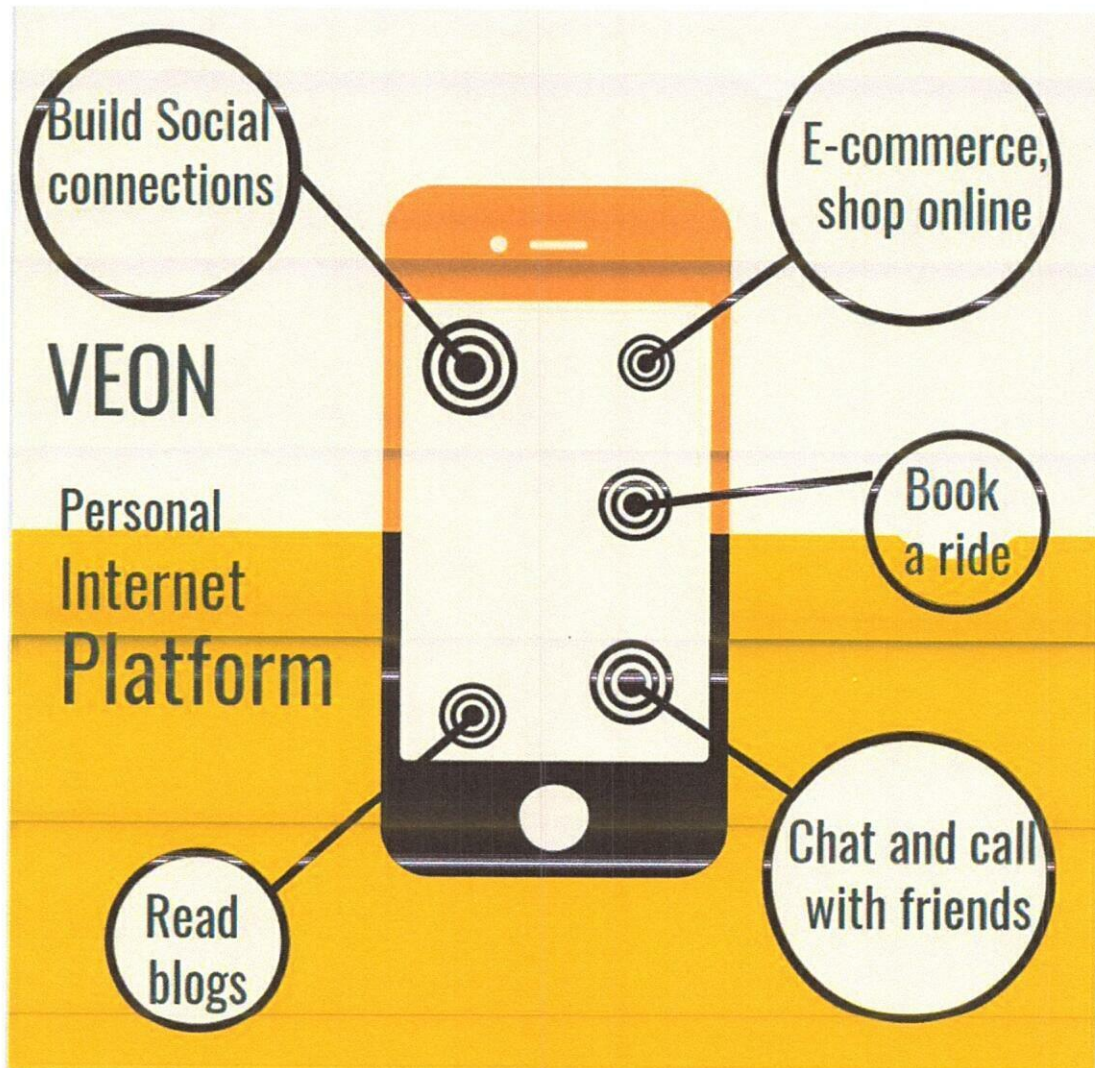 Build Social
connections
E-commerce,
shop online
VEON
Personal
Internet
Platform
Book
a ride
Chat and call
with friends
Read
blogs